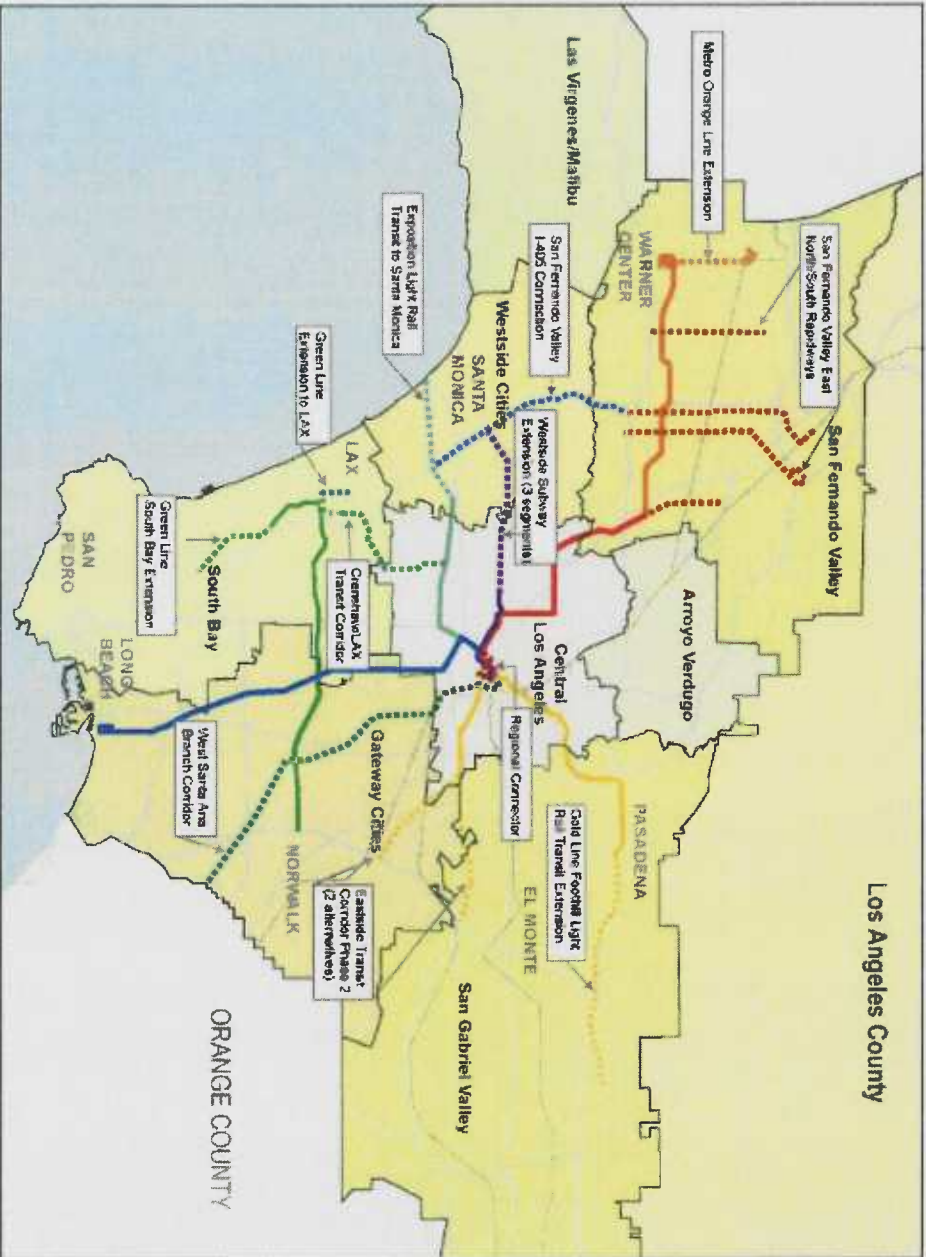 Los Angeles County
San Fernando Valley East
North/South Rapidways
San Fernando Valley
Metro Orange Line Extension
WARNER
CENTER
Las Virgenes/Malibu
Arroyo Verdugo
PASADENA
Gold Line Foothill Light
Rail Transit Extension
San Fernando Valley
I-405 Connection
Westside Subway
Extension (3 segments)
Central
Los Angeles
Regional Connector
EL MONTE
Westside Cities
SANTA
MONICA
San Gabriel Valley
Exposition Light Rail
Transit to Santa Monica
Green Line
Extension to LAX
LAX
Crenshaw/LAX
Transit Corridor
Gateway Cities
Eastside Transit
Corridor Phase 2
(2 alternatives)
NORWALK
South Bay
West Santa Ana
Branch Corridor
Green Line
South Bay Extension
LONG
BEACH
SAN
PEDRO
ORANGE COUNTY